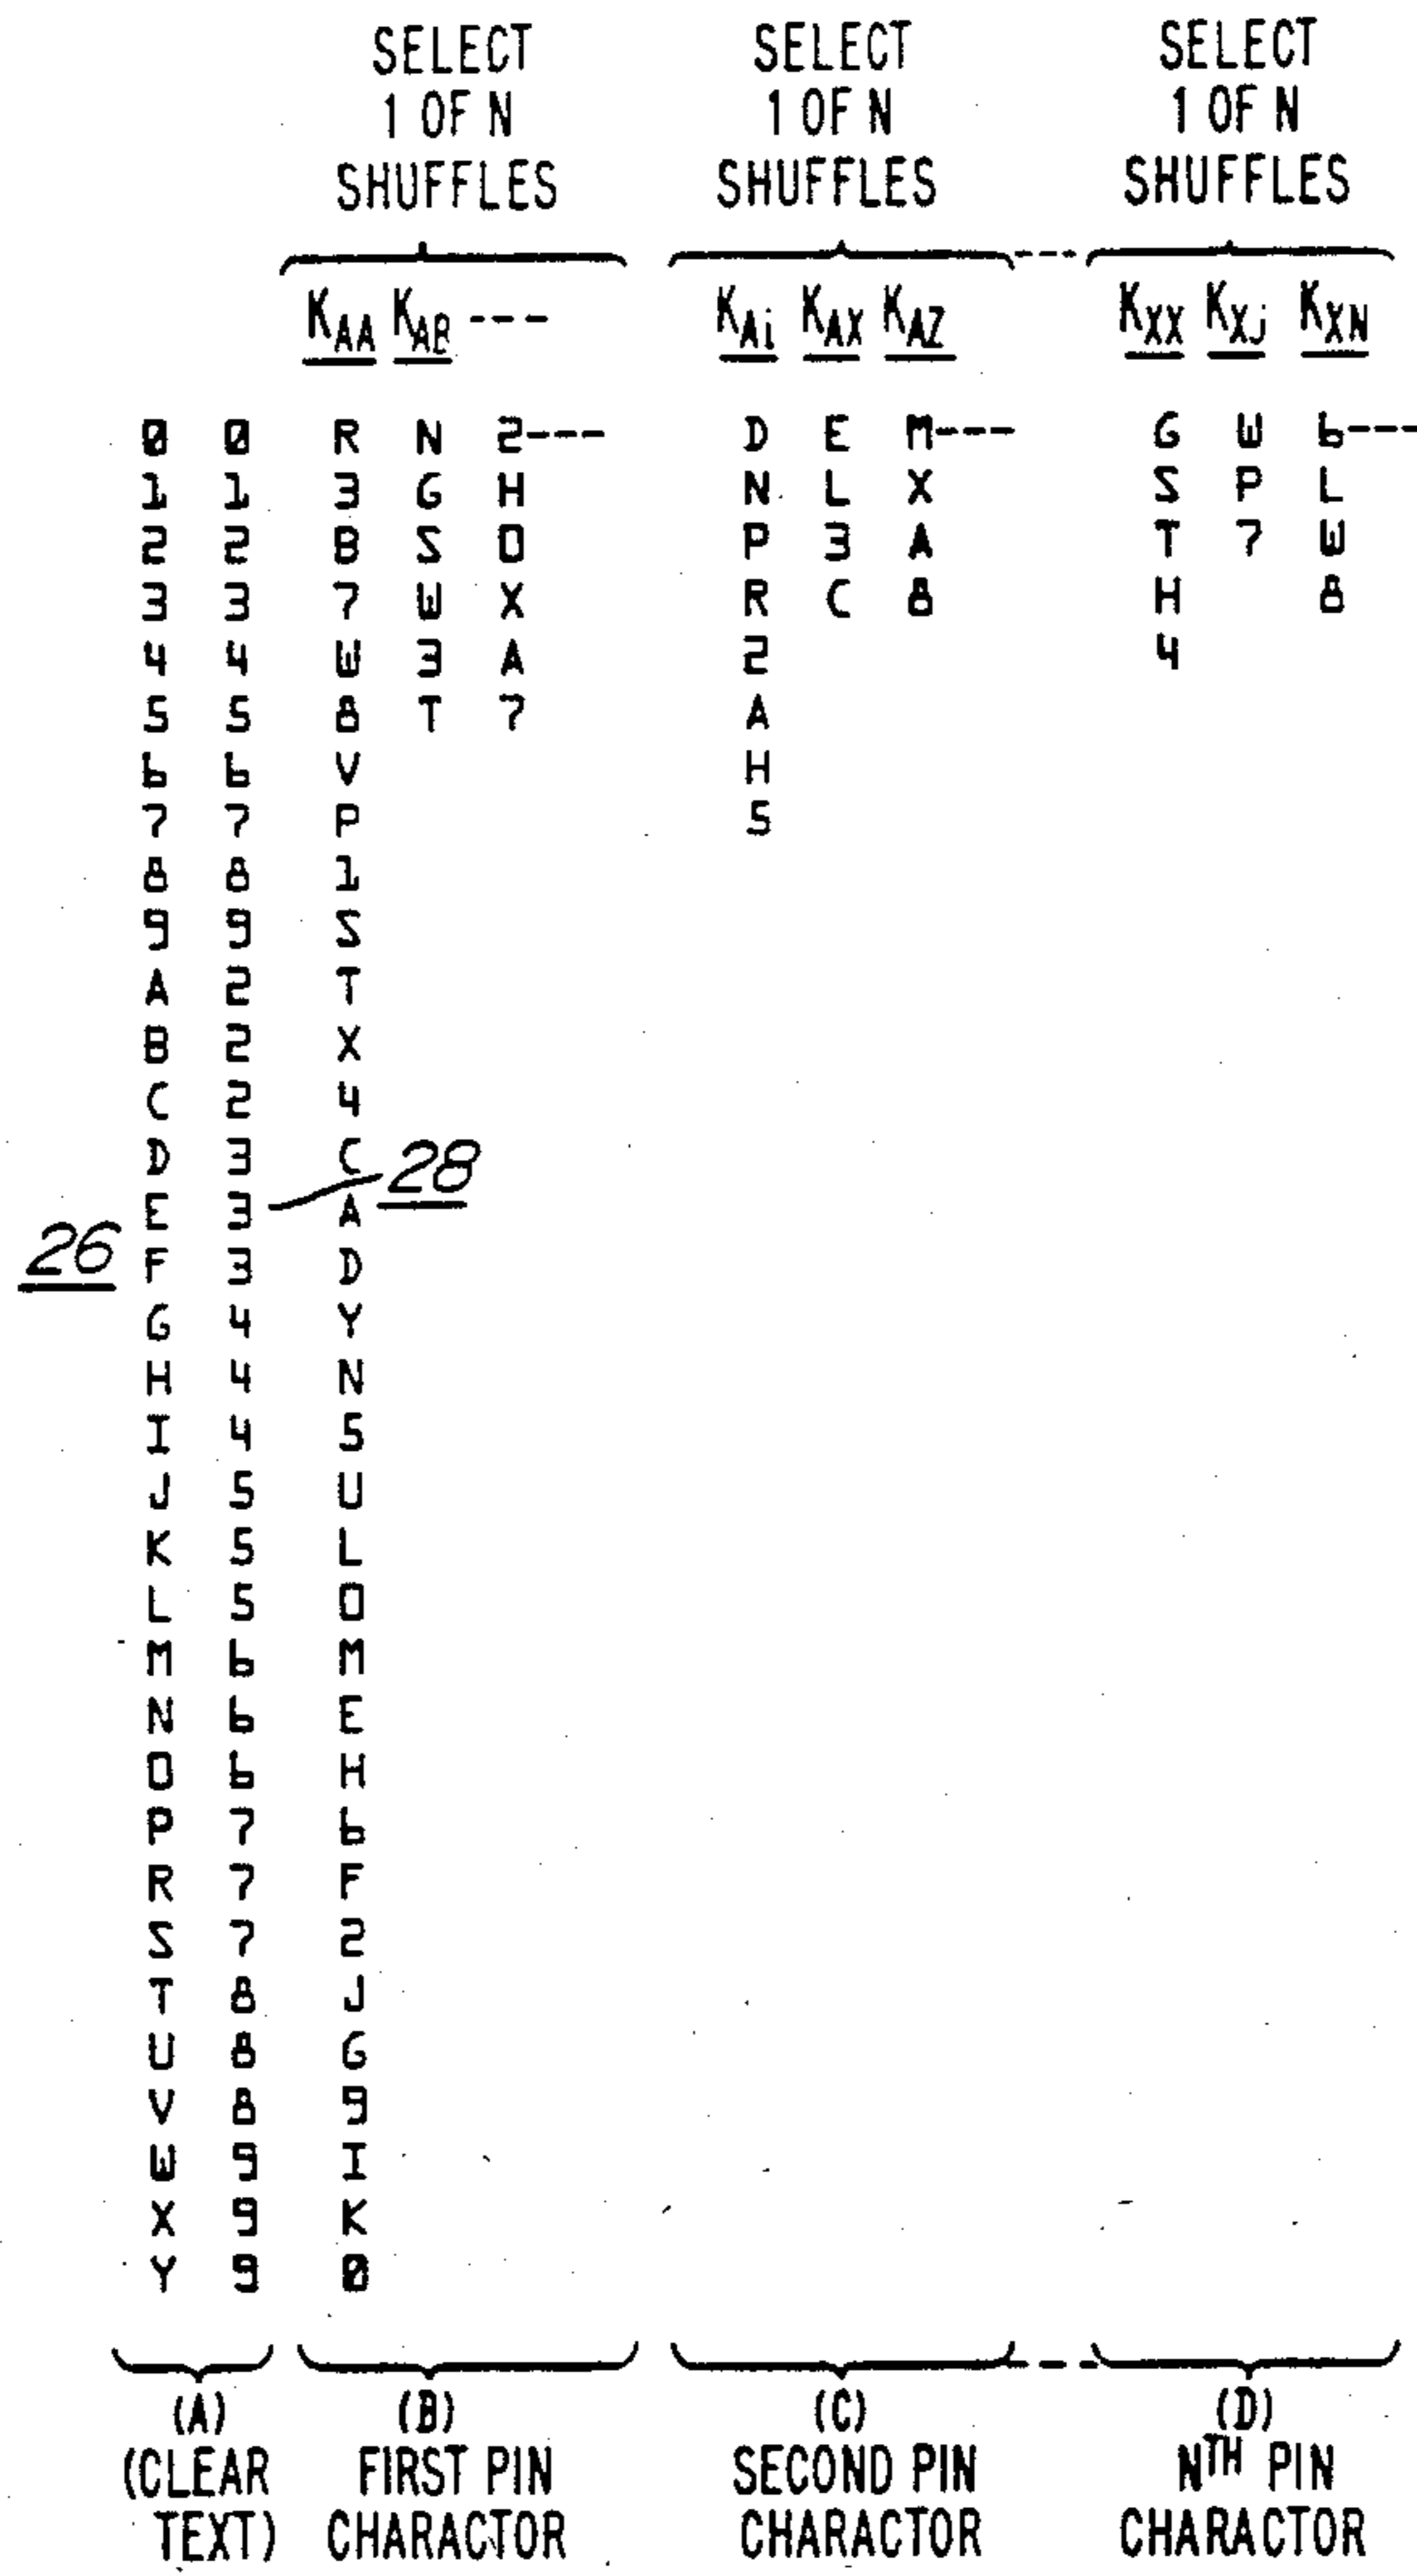 SELECT SELECT SELECT
1 OF N 1 OF N 1 OF N
SHUFFLES SHUFFLES SHUFFLES
KAA KAB --- KAi KAX KAZ KXX KXj KXN
0 0 R N 2--- D E M--- G W 6---
1 1 3 G H N L X S P L
2 2 B S O P 3 A T 7 W
3 3 7 W X R C 8 H 8
4 4 W 3 A 2 4
5 5 8 T 7 A
6 6 V H
7 7 P 5
8 8 1
9 9 S
A 2 T
B 2 X
C 2 4
D 3 C 28
E 3 A
26 F 3 D
G 4 Y
H 4 N
I 4 5
J 5 U
K 5 L
L 5 O
M 6 M
N 6 E
O 6 H
P 7 6
R 7 F
S 7 2
T 8 J
U 8 G
V 8 9
W 9 I
X 9 K
Y 9 0
(A) (B) (C) (D)
(CLEAR FIRST PIN SECOND PIN NTH PIN
TEXT) CHARACTOR CHARACTOR CHARACTOR